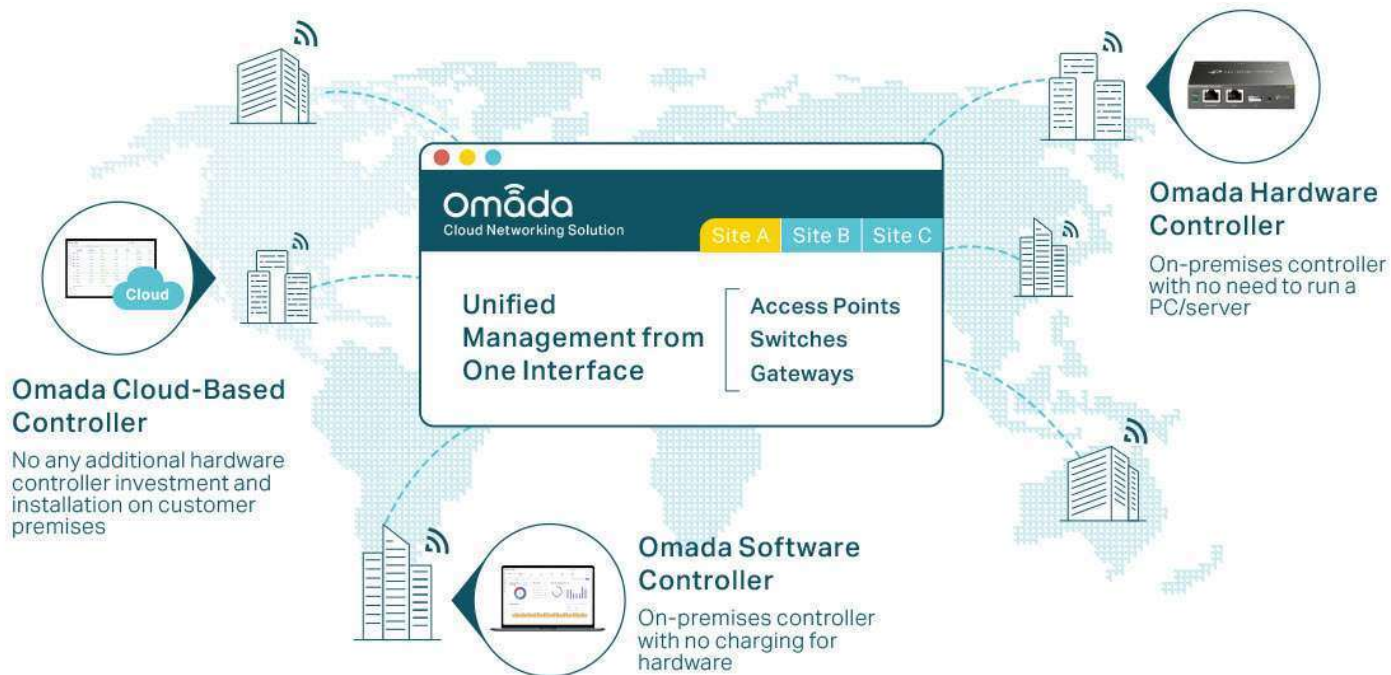 Omada
Cloud Networking Solution
Site A Site B Site C
Unified
Management from
One Interface
Access Points
Switches
Gateways
Omada Hardware
Controller
On-premises controller
with no need to run a
PC/server
Cloud
Omada Cloud-Based
Controller
No any additional hardware
controller investment and
installation on customer
premises
Omada Software
Controller
On-premises controller
with no charging for
hardware